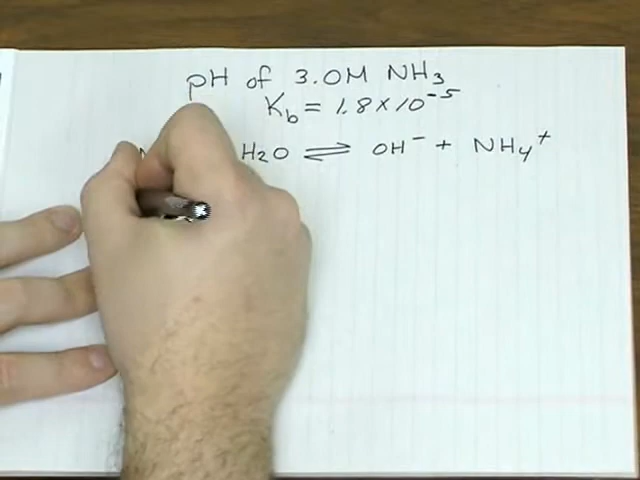 pH of 3.0M NH3
Kb = 1.8×10⁻⁵
H2O ⇌ OH⁻ + NH4⁺